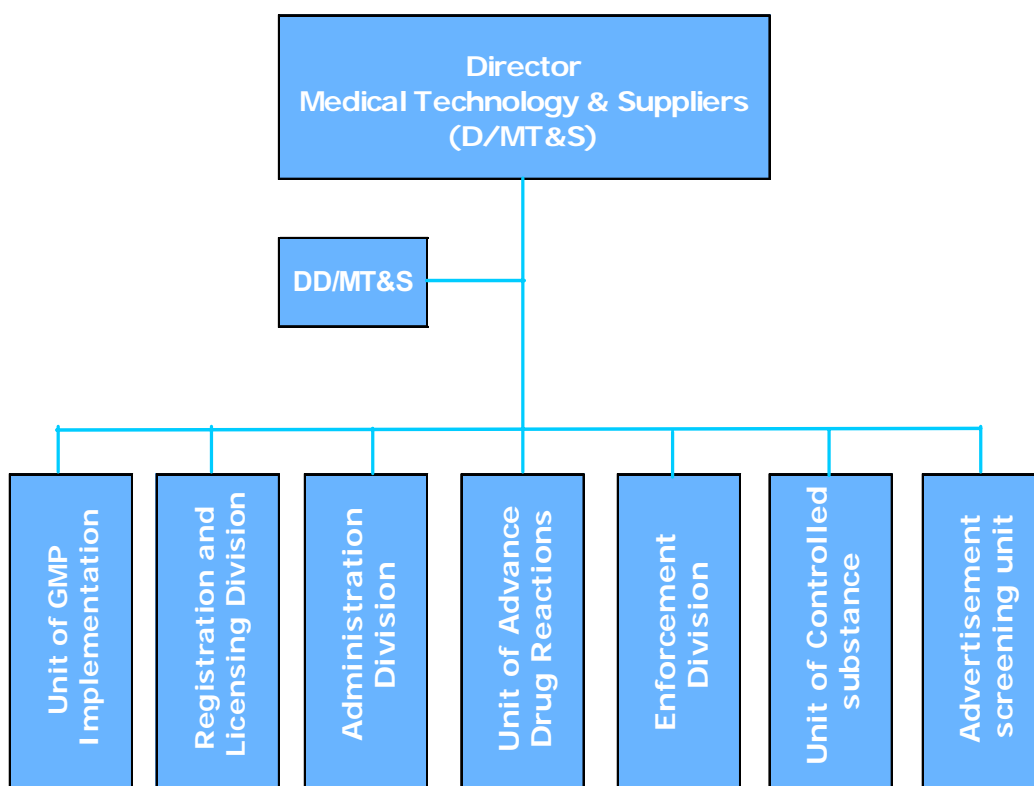 Director
Medical Technology & Suppliers
(D/MT&S)
DD/MT&S
Unit of GMP
Implementation
Registration and
Licensing Division
Administration
Division
Unit of Advance
Drug Reactions
Enforcement
Division
Unit of Controlled
substance
Advertisement
screening unit